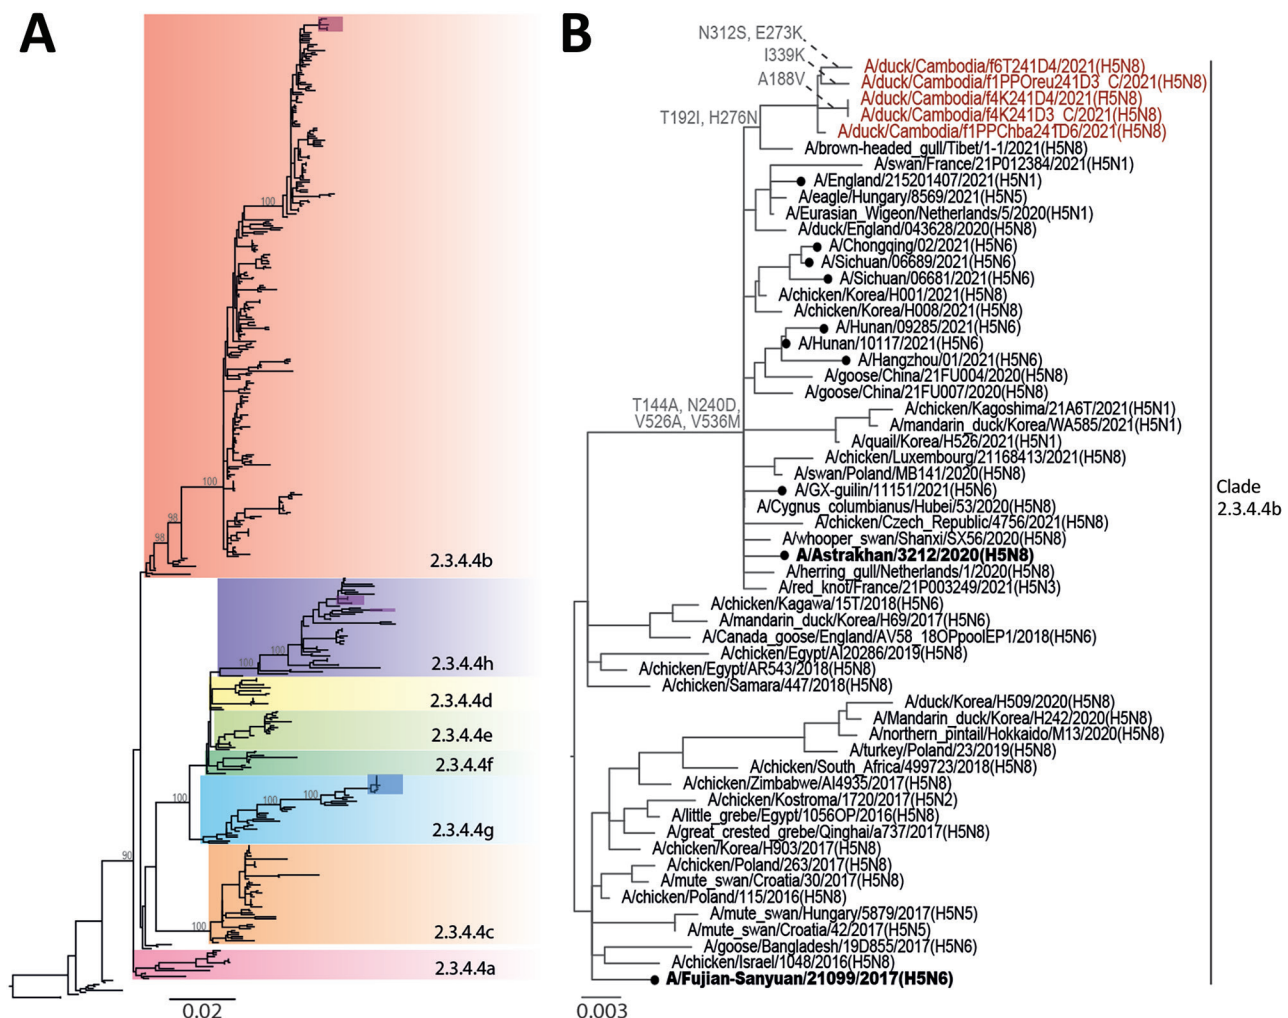 A
100
100
98
98
2.3.4.4b
100
100
2.3.4.4h
2.3.4.4d
2.3.4.4e
2.3.4.4f
100
100
100
2.3.4.4g
90
100
2.3.4.4c
2.3.4.4a
0.02
B
N312S, E273K
I339K
A188V
T192I, H276N
A/duck/Cambodia/f6T241D4/2021(H5N8)
A/duck/Cambodia/f1PPOreu241D3_C/2021(H5N8)
A/duck/Cambodia/f4K241D4/2021(H5N8)
A/duck/Cambodia/f4K241D3_C/2021(H5N8)
A/duck/Cambodia/f1PPChba241D6/2021(H5N8)
A/brown-headed_gull/Tibet/1-1/2021(H5N8)
A/swan/France/21P012384/2021(H5N1)
A/England/215201407/2021(H5N1)
A/eagle/Hungary/8569/2021(H5N5)
A/Eurasian_Wigeon/Netherlands/5/2020(H5N1)
A/duck/England/043628/2020(H5N8)
A/Chongqing/02/2021(H5N6)
A/Sichuan/06689/2021(H5N6)
A/Sichuan/06681/2021(H5N6)
A/chicken/Korea/H001/2021(H5N8)
A/chicken/Korea/H008/2021(H5N8)
A/Hunan/09285/2021(H5N6)
A/Hunan/10117/2021(H5N6)
A/Hangzhou/01/2021(H5N6)
A/goose/China/21FU004/2020(H5N8)
A/goose/China/21FU007/2020(H5N8)
T144A, N240D,
V526A, V536M
A/chicken/Kagoshima/21A6T/2021(H5N1)
A/mandarin_duck/Korea/WA585/2021(H5N1)
A/quail/Korea/H526/2021(H5N1)
A/chicken/Luxembourg/21168413/2021(H5N8)
A/swan/Poland/MB141/2020(H5N8)
A/GX-guilin/11151/2021(H5N6)
A/Cygnus_columbianus/Hubei/53/2020(H5N8)
A/chicken/Czech_Republic/4756/2021(H5N8)
A/whooper_swan/Shanxi/SX56/2020(H5N8)
A/Astrakhan/3212/2020(H5N8)
A/herring_gull/Netherlands/1/2020(H5N8)
A/red_knot/France/21P003249/2021(H5N3)
A/chicken/Kagawa/15T/2018(H5N6)
A/mandarin_duck/Korea/H69/2017(H5N6)
A/Canada_goose/England/AV58_18OPpoolEP1/2018(H5N6)
A/chicken/Egypt/AI20286/2019(H5N8)
A/chicken/Egypt/AR543/2018(H5N8)
A/chicken/Samara/447/2018(H5N8)
A/duck/Korea/H509/2020(H5N8)
A/Mandarin_duck/Korea/H242/2020(H5N8)
A/northern_pintail/Hokkaido/M13/2020(H5N8)
A/turkey/Poland/23/2019(H5N8)
A/chicken/South_Africa/499723/2018(H5N8)
A/chicken/Zimbabwe/AI4935/2017(H5N8)
A/chicken/Kostroma/1720/2017(H5N2)
A/little_grebe/Egypt/1056OP/2016(H5N8)
A/great_crested_grebe/Qinghai/a737/2017(H5N8)
A/chicken/Korea/H903/2017(H5N8)
A/chicken/Poland/263/2017(H5N8)
A/mute_swan/Croatia/30/2017(H5N8)
A/chicken/Poland/115/2016(H5N8)
A/mute_swan/Hungary/5879/2017(H5N5)
A/mute_swan/Croatia/42/2017(H5N5)
A/goose/Bangladesh/19D855/2017(H5N6)
A/chicken/Israel/1048/2016(H5N8)
A/Fujian-Sanyuan/21099/2017(H5N6)
0.003
Clade
2.3.4.4b